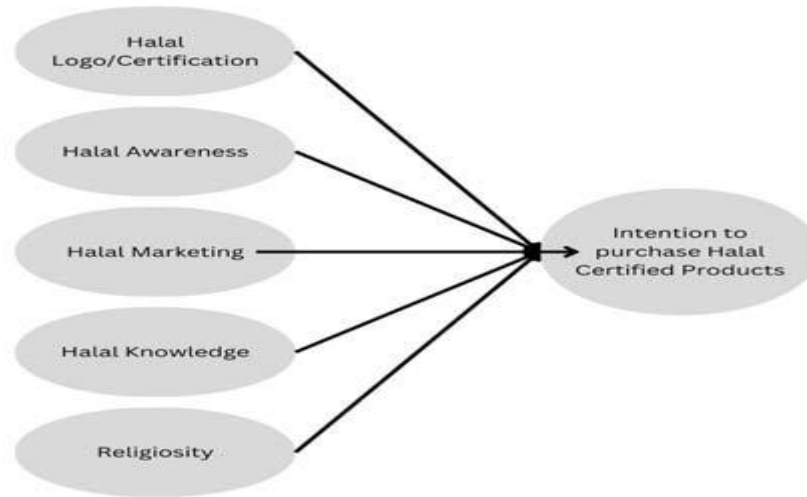 Halal
Logo/Certification
Halal Awareness
Halal Marketing
Halal Knowledge
Religiosity
Intention to
purchase Halal
Certified Products